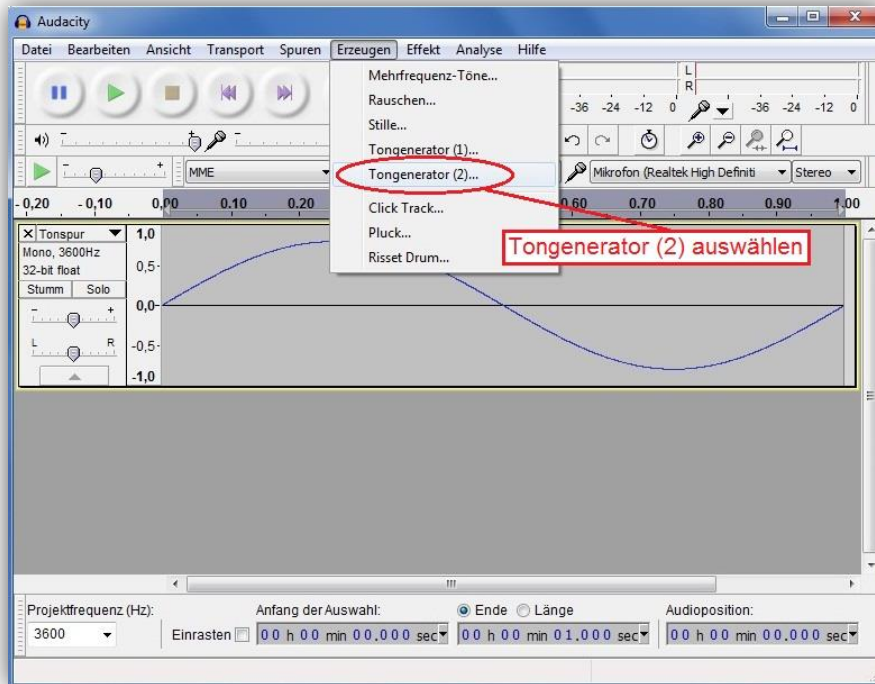 Audacity
Datei Bearbeiten Ansicht Transport Spuren Erzeugen Effekt Analyse Hilfe
Mehrfrequenz-Töne...
Rauschen...
Stille...
Tongenerator (1)...
Tongenerator (2)...
Click Track...
Pluck...
Risset Drum...
L
R
-36 -24 -12 0 -36 -24 -12 0
MME
Mikrofon (Realtek High Definiti
Stereo
- 0,20 - 0,10 0,00 0,10 0,20 0,60 0,70 0,80 0,90 1,00
Tongenerator (2) auswählen
X Tonspur
Mono, 3600Hz
32-bit float
Stumm Solo
- +
L R
1,0
0,5-
0,0-
-0,5-
-1,0
Projektfrequenz (Hz):
3600
Einrasten
Anfang der Auswahl:
00 h 00 min 00.000 sec
Ende Länge
00 h 00 min 01.000 sec
Audioposition:
00 h 00 min 00.000 sec